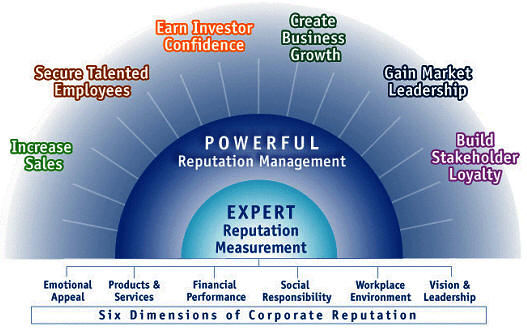 Create
Business
Growth
Earn Investor
Confidence
Secure Talented
Employees
Gain Market
Leadership
Increase
Sales
Build
Stakeholder
Loyalty
POWERFUL
Reputation Management
EXPERT
Reputation
Measurement
Emotional
Appeal
Products &
Services
Financial
Performance
Social
Responsibility
Workplace
Environment
Vision &
Leadership
Six Dimensions of Corporate Reputation